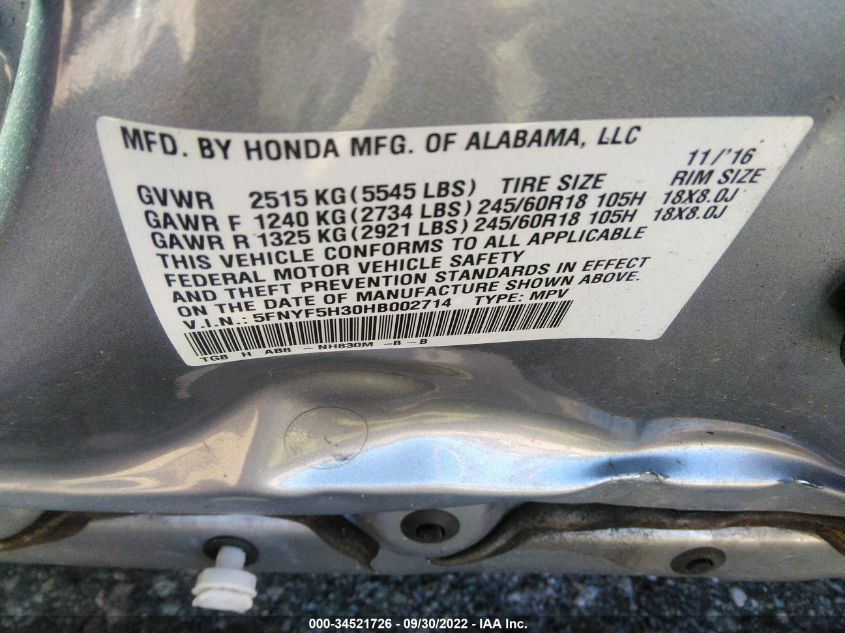 MFD. BY HONDA MFG. OF ALABAMA, LLC 11/'16
GVWR 2515 KG (5545 LBS) TIRE SIZE RIM SIZE
GAWR F 1240 KG (2734 LBS) 245/60R18 105H 18X8.0J
GAWR R 1325 KG (2921 LBS) 245/60R18 105H 18X8.0J
THIS VEHICLE CONFORMS TO ALL APPLICABLE
FEDERAL MOTOR VEHICLE SAFETY
AND THEFT PREVENTION STANDARDS IN EFFECT
ON THE DATE OF MANUFACTURE SHOWN ABOVE.
V.I.N.: 5FNYF5H30HB002714 TYPE: MPV
TG8 H AB8 - NH830M -B - B
000-34521726 - 09/30/2022 - IAA Inc.